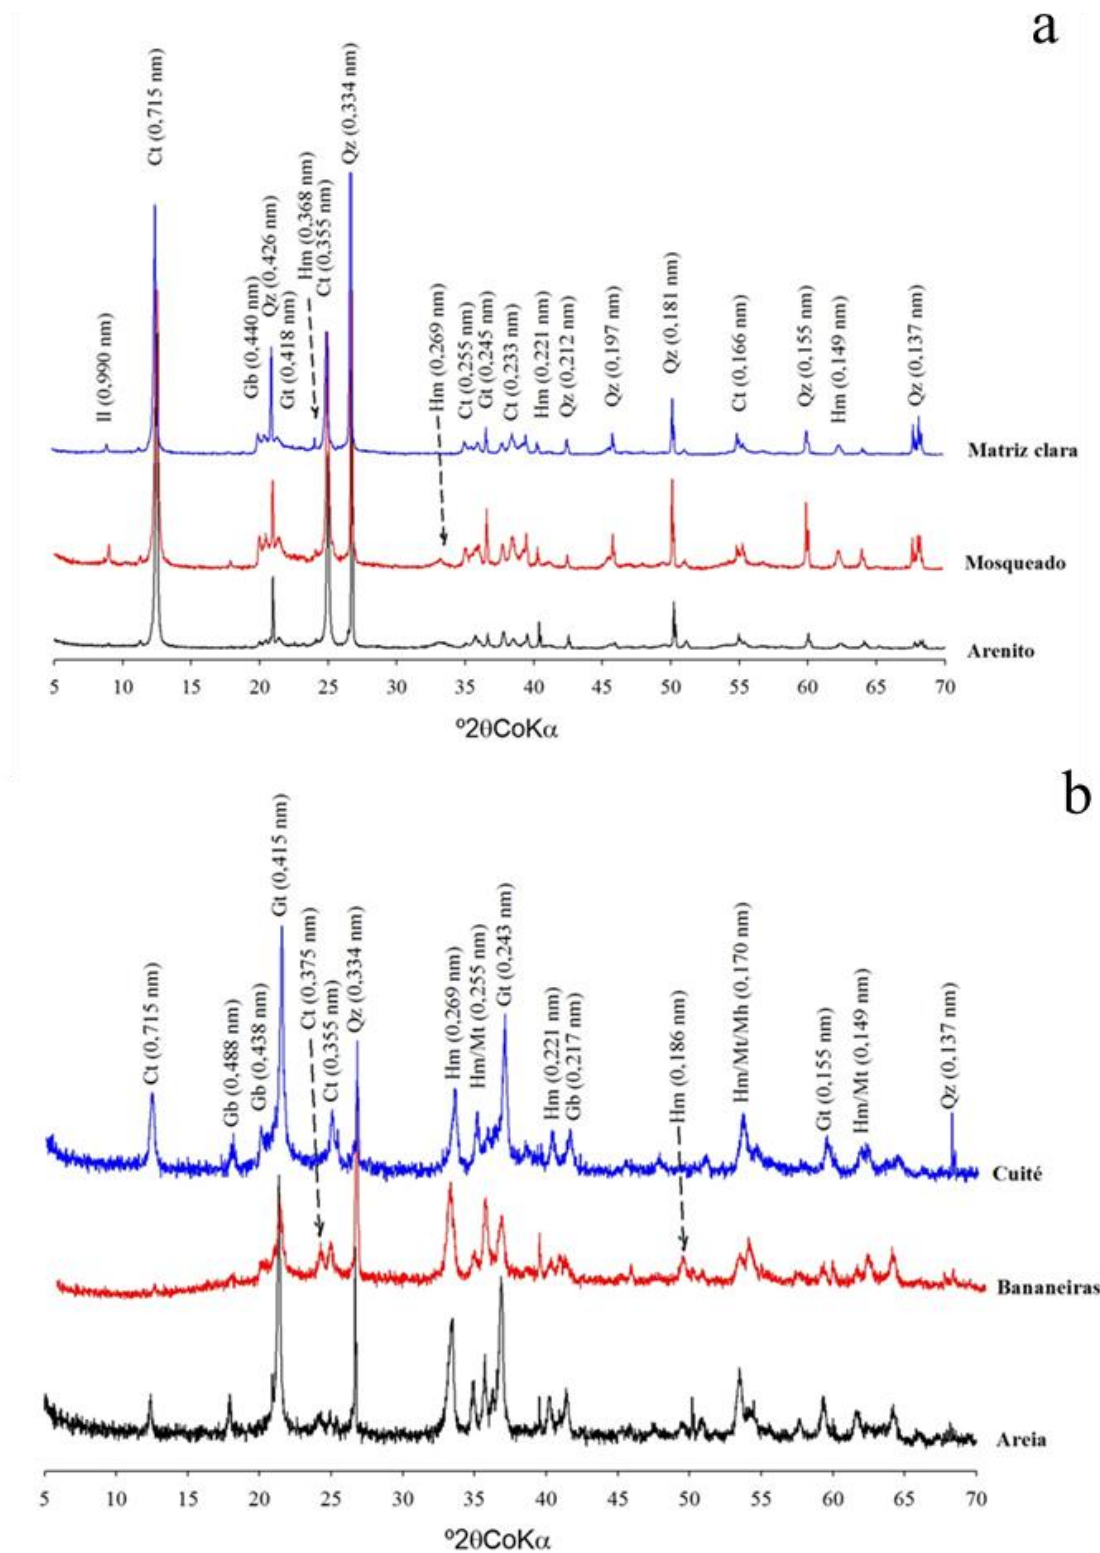 a
Il (0,990 nm)
Ct (0,715 nm)
Gb (0,440 nm)
Qz (0,426 nm)
Gt (0,418 nm)
Hm (0,368 nm)
Ct (0,355 nm)
Qz (0,334 nm)
Hm (0,269 nm)
Ct (0,255 nm)
Gt (0,245 nm)
Ct (0,233 nm)
Hm (0,221 nm)
Qz (0,212 nm)
Qz (0,197 nm)
Qz (0,181 nm)
Ct (0,166 nm)
Qz (0,155 nm)
Hm (0,149 nm)
Qz (0,137 nm)
Matriz clara
Mosqueado
Arenito
5 10 15 20 25 30 35 40 45 50 55 60 65 70
º2θCoKα
b
Ct (0,715 nm)
Gb (0,488 nm)
Gb (0,438 nm)
Gt (0,415 nm)
Ct (0,375 nm)
Ct (0,355 nm)
Qz (0,334 nm)
Hm (0,269 nm)
Hm/Mt (0,255 nm)
Gt (0,243 nm)
Hm (0,221 nm)
Gb (0,217 nm)
Hm (0,186 nm)
Hm/Mt/Mh (0,170 nm)
Gt (0,155 nm)
Hm/Mt (0,149 nm)
Qz (0,137 nm)
Cuité
Bananeiras
Areia
5 10 15 20 25 30 35 40 45 50 55 60 65 70
º2θCoKα